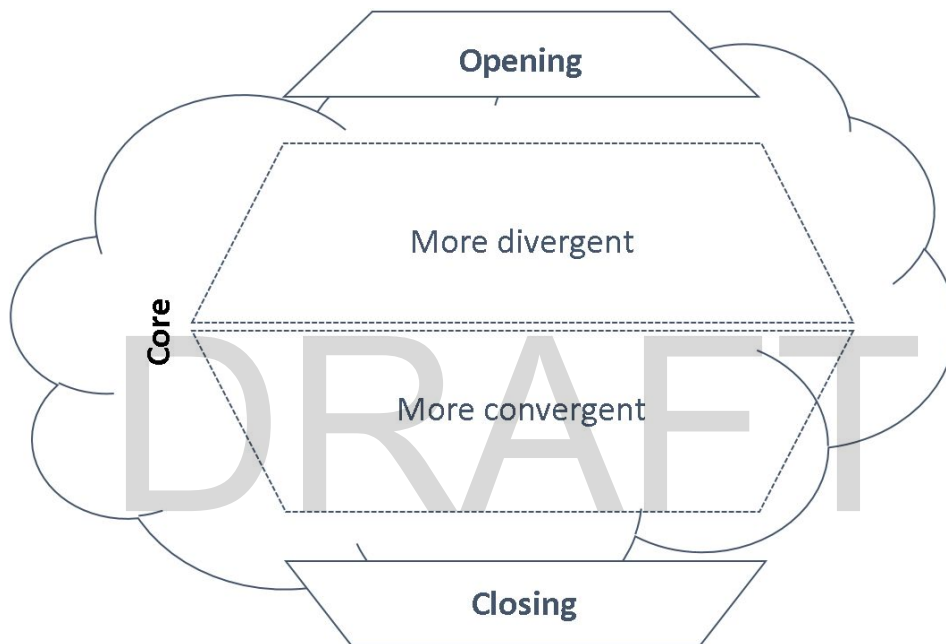 Opening
More divergent
Core
DRAFT
More convergent
Closing